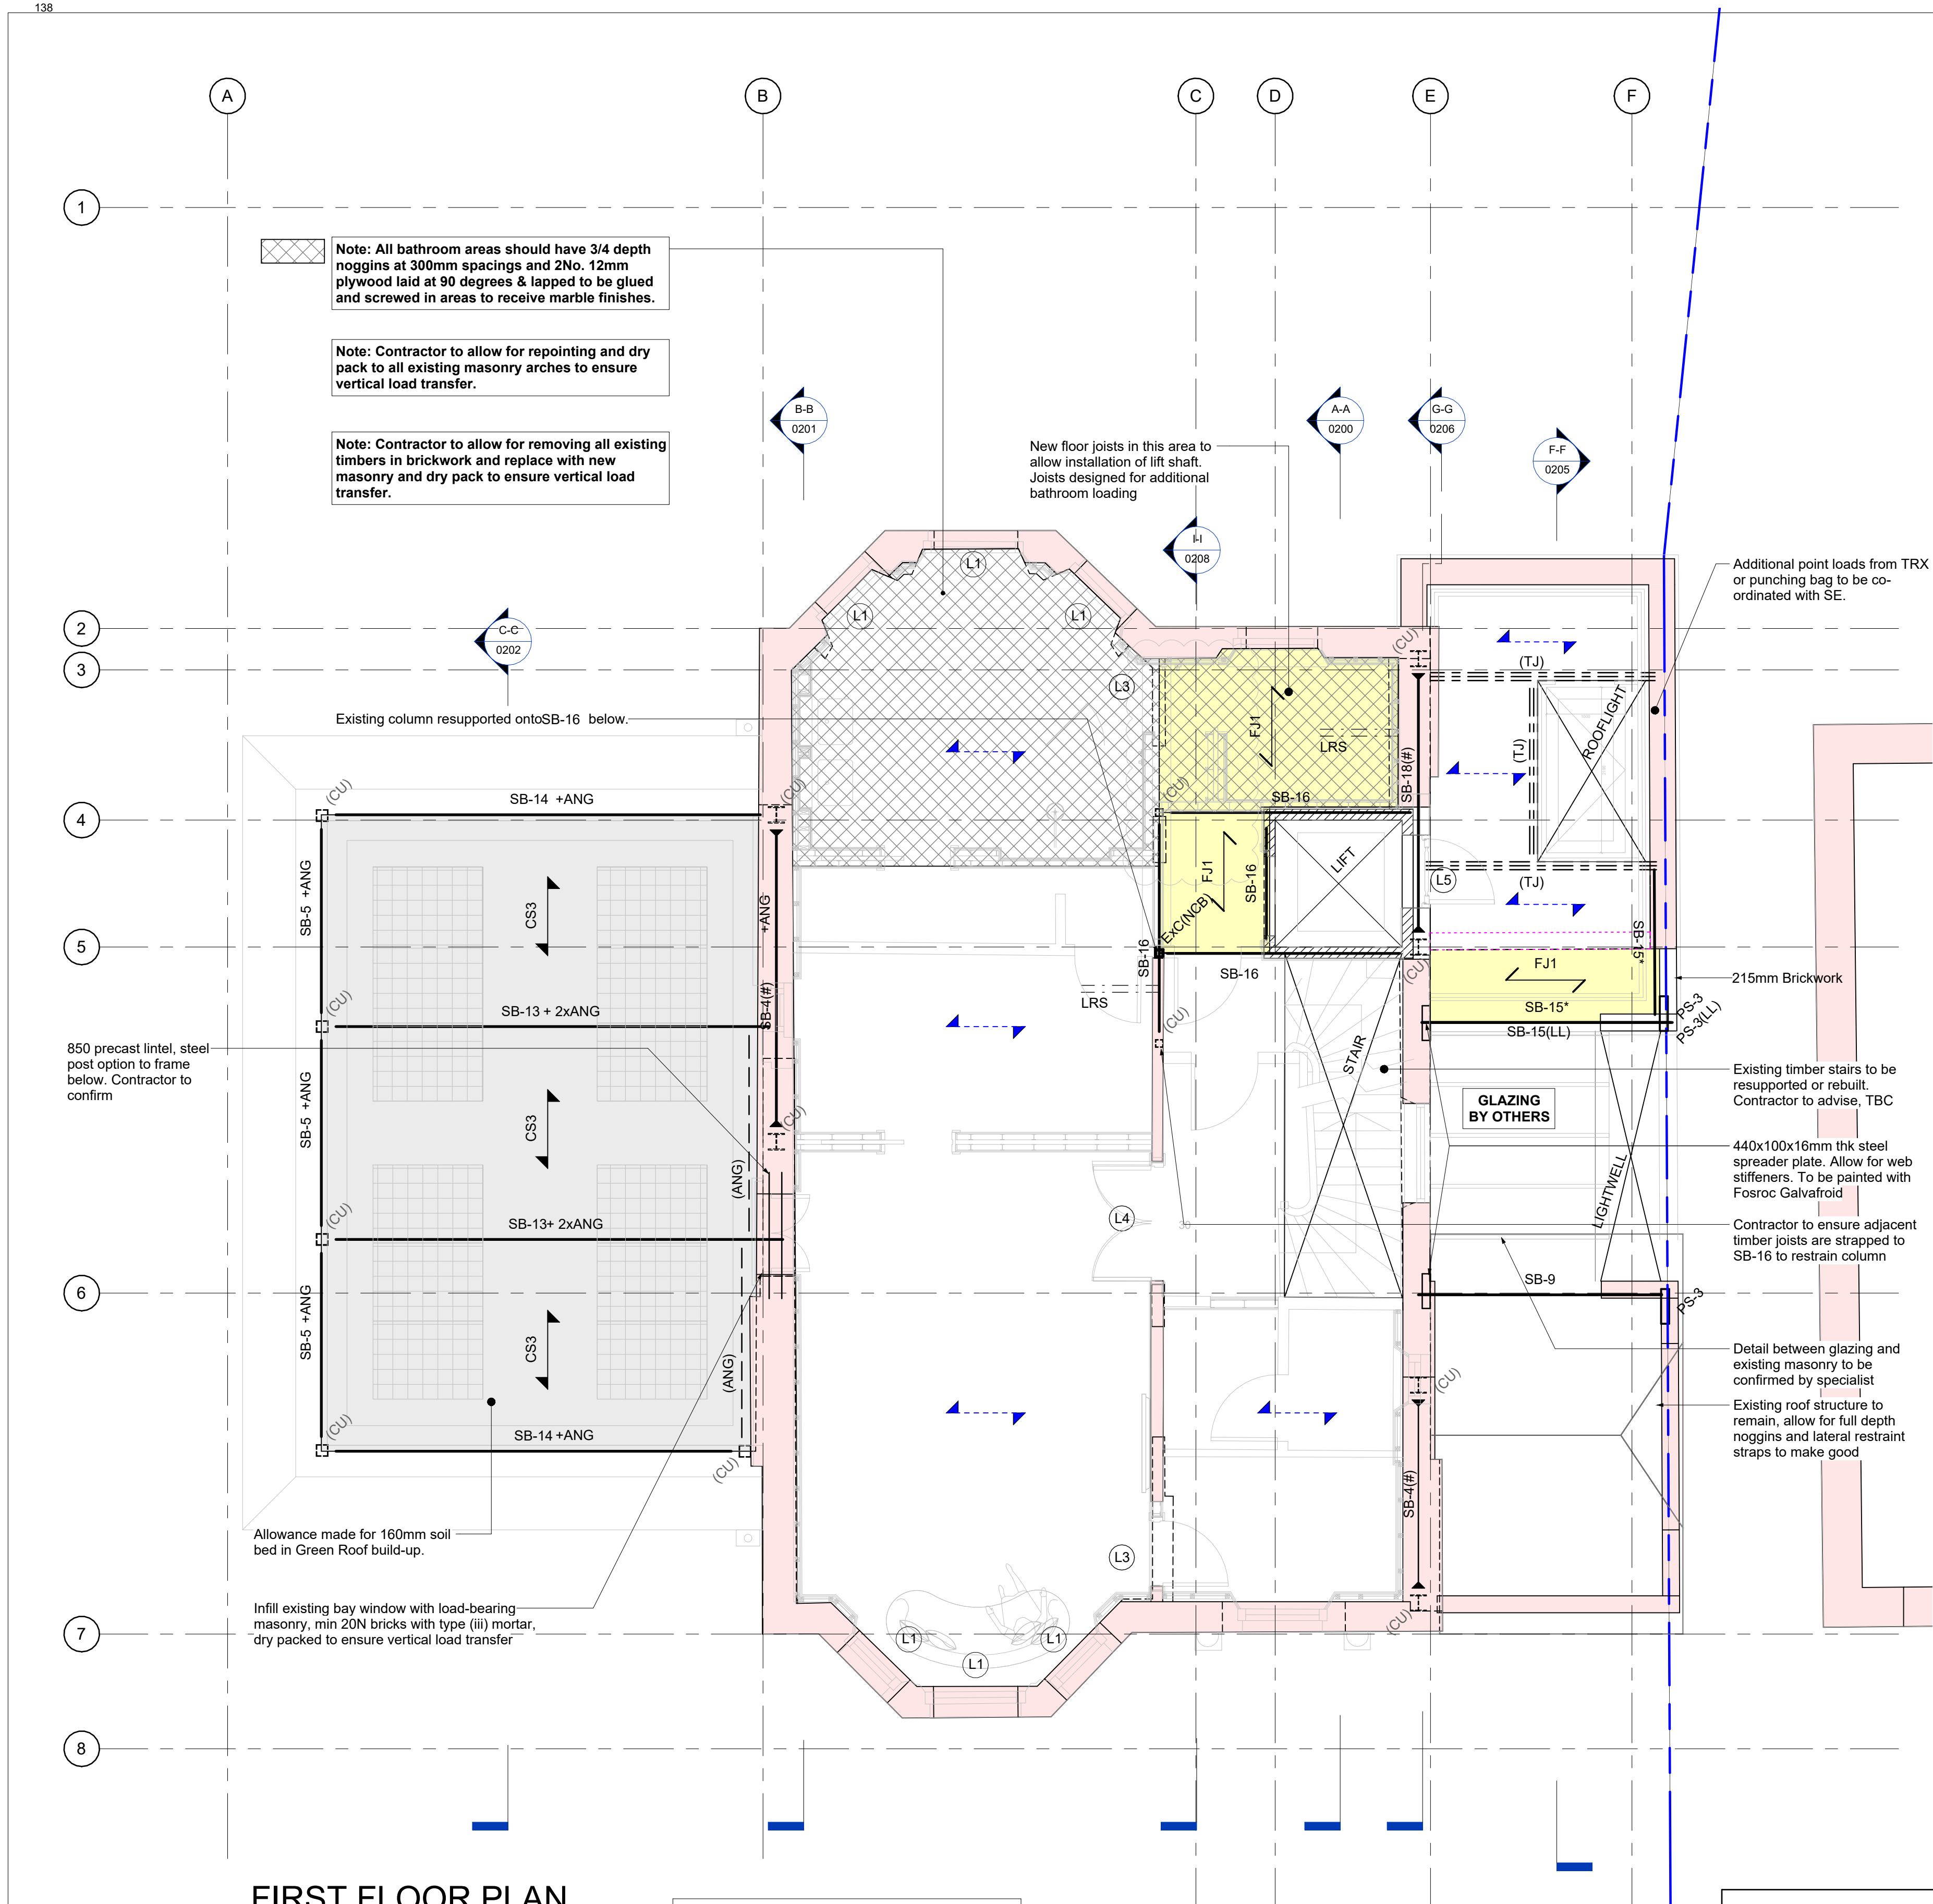 138
A
B
C
D
E
F
1
2
3
4
5
6
7
8
Note: All bathroom areas should have 3/4 depth
noggins at 300mm spacings and 2No. 12mm
plywood laid at 90 degrees & lapped to be glued
and screwed in areas to receive marble finishes.
Note: Contractor to allow for repointing and dry
pack to all existing masonry arches to ensure
vertical load transfer.
Note: Contractor to allow for removing all existing
timbers in brickwork and replace with new
masonry and dry pack to ensure vertical load
transfer.
B-B
0201
A-A
0200
G-G
0206
F-F
0205
I-I
0208
C-C
0202
New floor joists in this area to
allow installation of lift shaft.
Joists designed for additional
bathroom loading
Additional point loads from TRX
or punching bag to be co-
ordinated with SE.
L1
L1
L1
L3
(CU)
(TJ)
Existing column resupported ontoSB-16 below.
FJ1
LRS
SB-18(#)
(TJ)
ROOFLIGHT
(CU)
SB-14 +ANG
(CU)
(CU)
SB-16
SB-5 +ANG
CS3
+ANG
FJ1
SB-16
LIFT
L5
(TJ)
ExC(NCB)
SB-16
SB-16
(CU)
SB-15*
FJ1
215mm Brickwork
(CU)
SB-13 + 2xANG
SB-4(#)
LRS
(CU)
SB-15*
SB-15(LL)
PS-3
PS-3(LL)
850 precast lintel, steel
post option to frame
below. Contractor to
confirm
SB-5 +ANG
CS3
(CU)
(ANG)
STAIR
GLAZING
BY OTHERS
Existing timber stairs to be
resupported or rebuilt.
Contractor to advise, TBC
440x100x16mm thk steel
spreader plate. Allow for web
stiffeners. To be painted with
Fosroc Galvafroid
LIGHTWELL
(CU)
SB-13+ 2xANG
L4
Contractor to ensure adjacent
timber joists are strapped to
SB-16 to restrain column
SB-9
PS-3
SB-5 +ANG
CS3
(ANG)
(CU)
Detail between glazing and
existing masonry to be
confirmed by specialist
Existing roof structure to
remain, allow for full depth
noggins and lateral restraint
straps to make good
(CU)
SB-14 +ANG
(CU)
SB-4(#)
Allowance made for 160mm soil
bed in Green Roof build-up.
L3
Infill existing bay window with load-bearing
masonry, min 20N bricks with type (iii) mortar,
dry packed to ensure vertical load transfer
L1
L1
L1
(CU)
FIRST FLOOR PLAN